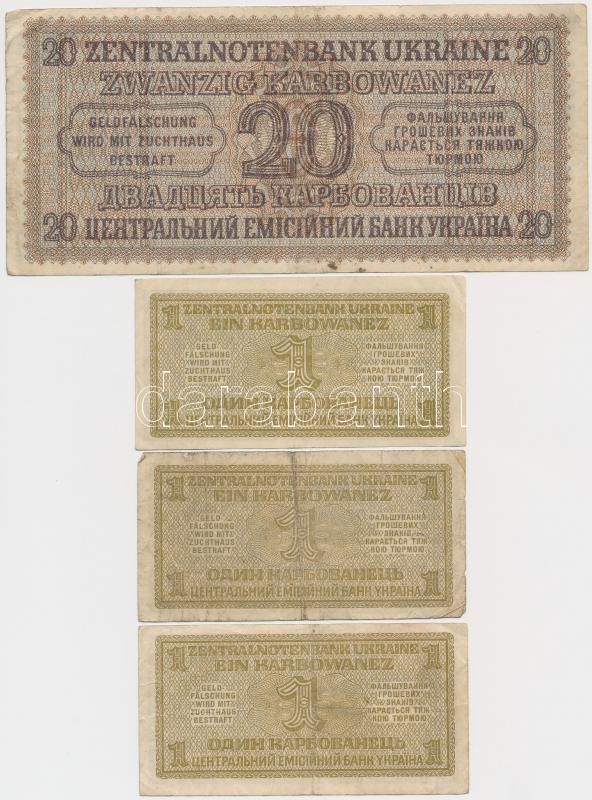 20 ZENTRALNOTENBANK UKRAINE 20
ZWANZIG KARBOWANEZ
GELDFÄLSCHUNG
WIRD MIT ZUCHTHAUS
BESTRAFT
20
ФАЛЬШУВАННЯ
ГРОШЕВИХ ЗНАКІВ
КАРАЄТЬСЯ ТЯЖКОЮ
ТЮРМОЮ
ДВАДЦЯТЬ КАРБОВАНЦІВ
20 ЦЕНТРАЛЬНИЙ ЕМІСІЙНИЙ БАНК УКРАЇНА 20
1 ZENTRALNOTENBANK UKRAINE 1
EIN KARBOWANEZ
GELD
FÄLSCHUNG
WIRD MIT
ZUCHTHAUS
BESTRAFT
1
ФАЛЬШУВАННЯ
ГРОШЕВИХ
ЗНАКІВ
КАРАЄТЬСЯ ТЯЖ
КОЮ ТЮРМОЮ
darabanth
1 ОДИН КАРБОВАНЕЦЬ 1
ЦЕНТРАЛЬНИЙ ЕМІСІЙНИЙ БАНК УКРАЇНА
1 ZENTRALNOTENBANK UKRAINE 1
EIN KARBOWANEZ
GELD
FÄLSCHUNG
WIRD MIT
ZUCHTHAUS
BESTRAFT
1
ФАЛЬШУВАННЯ
ГРОШЕВИХ
ЗНАКІВ
КАРАЄТЬСЯ ТЯЖ
КОЮ ТЮРМОЮ
1 ОДИН КАРБОВАНЕЦЬ 1
ЦЕНТРАЛЬНИЙ ЕМІСІЙНИЙ БАНК УКРАЇНА
1 ZENTRALNOTENBANK UKRAINE 1
EIN KARBOWANEZ
GELD
FÄLSCHUNG
WIRD MIT
ZUCHTHAUS
BESTRAFT
1
ФАЛЬШУВАННЯ
ГРОШЕВИХ
ЗНАКІВ
КАРАЄТЬСЯ ТЯЖ
КОЮ ТЮРМОЮ
1 ОДИН КАРБОВАНЕЦЬ 1
ЦЕНТРАЛЬНИЙ ЕМІСІЙНИЙ БАНК УКРАЇНА